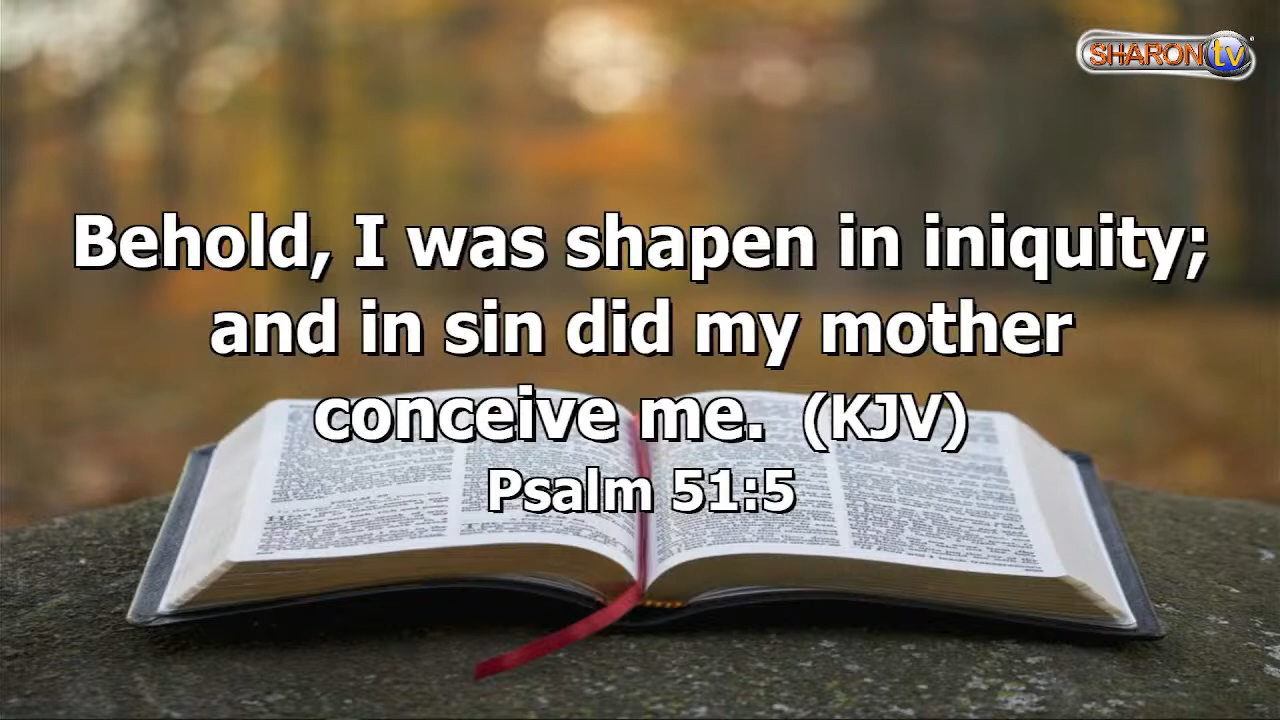 SHARON tv
Behold, I was shapen in iniquity;
and in sin did my mother
conceive me. (KJV)
Psalm 51:5